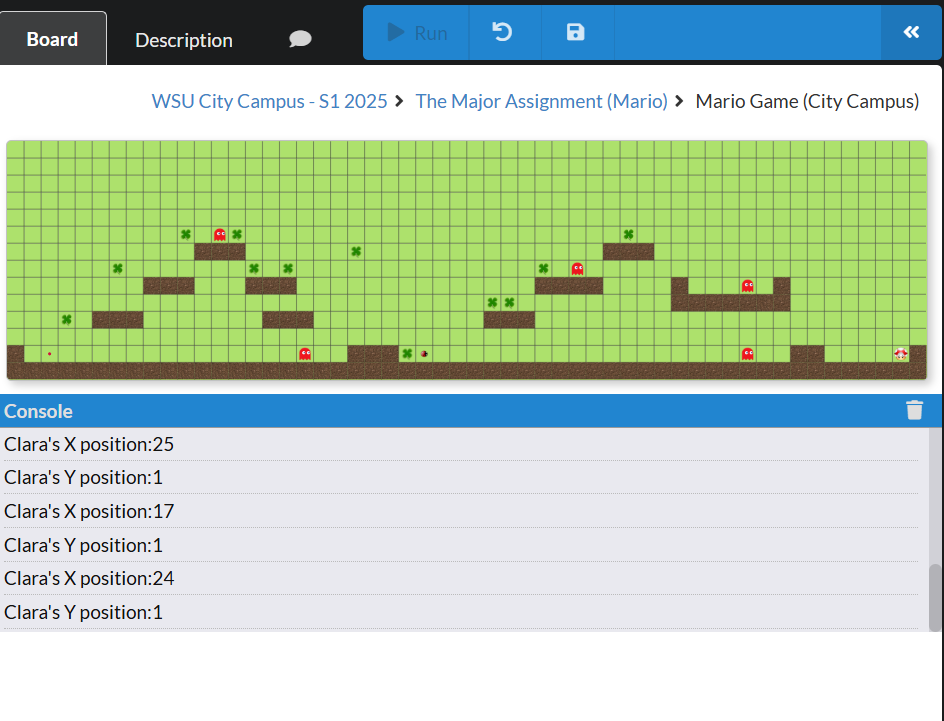 Board
Description
Run
WSU City Campus - S1 2025 > The Major Assignment (Mario) > Mario Game (City Campus)
Console
Clara's X position:25
Clara's Y position:1
Clara's X position:17
Clara's Y position:1
Clara's X position:24
Clara's Y position:1